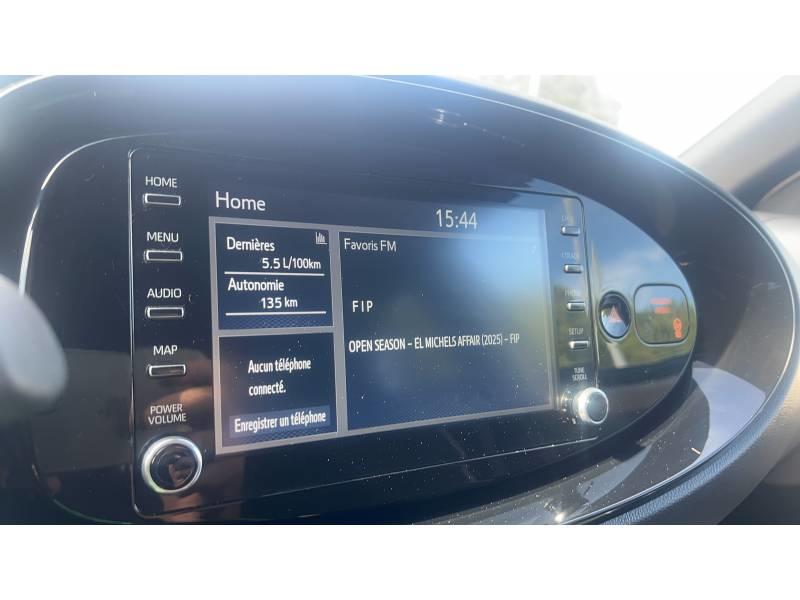 HOME
MENU
AUDIO
MAP
POWER
VOLUME
Home
15:44
Dernières
5.5 L/100km
Autonomie
135 km
Aucun téléphone
connecté.
Enregistrer un téléphone
Favoris FM
FIP
OPEN SEASON – EL MICHELS AFFAIR (2025) – FIP
PHONE
SETUP
TUNE
SCROLL